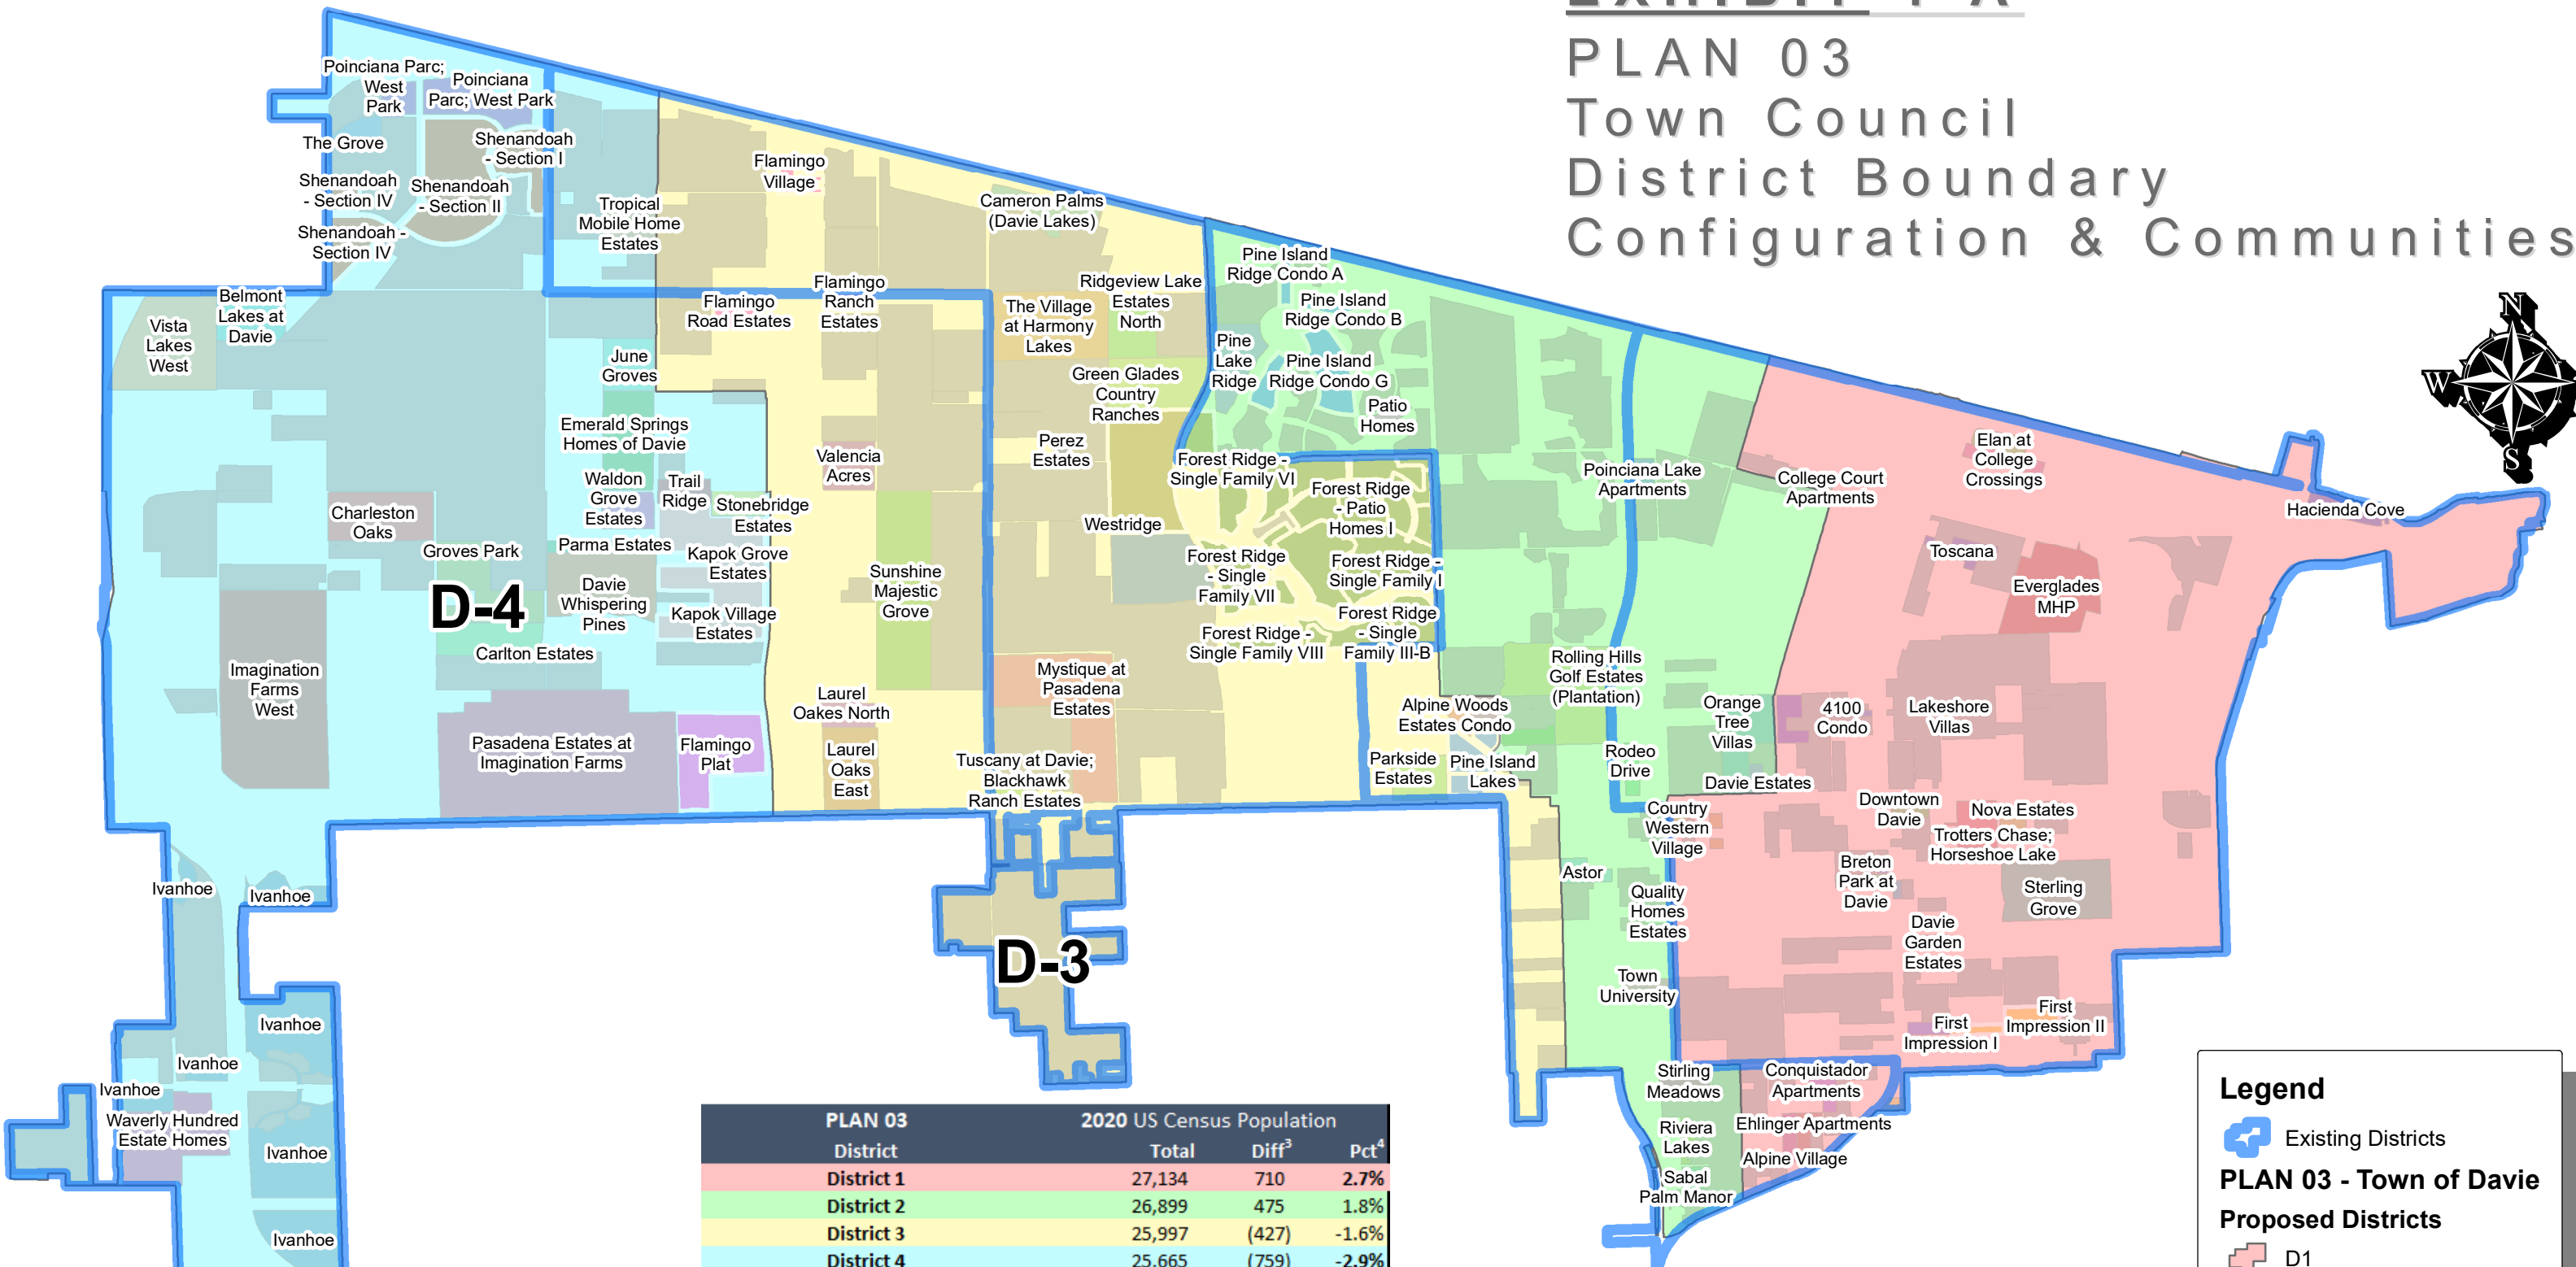 EXHIBIT 1-A
PLAN 03
Town Council
District Boundary
Configuration & Communities
N
W
S
Poinciana Parc;
West
Park
Poinciana
Parc; West Park
The Grove
Shenandoah
- Section I
Shenandoah
- Section IV
Shenandoah
- Section II
Shenandoah -
Section IV
Tropical
Mobile Home
Estates
Flamingo
Village
Cameron Palms
(Davie Lakes)
Belmont
Lakes at
Davie
Vista
Lakes
West
Flamingo
Road Estates
Flamingo
Ranch
Estates
The Village
at Harmony
Lakes
Ridgeview Lake
Estates
North
Pine Island
Ridge Condo A
Pine Island
Ridge Condo B
Pine
Lake
Ridge
Pine Island
Ridge Condo G
Patio
Homes
June
Groves
Green Glades
Country
Ranches
Emerald Springs
Homes of Davie
Perez
Estates
Valencia
Acres
Forest Ridge -
Single Family VI
Poinciana Lake
Apartments
College Court
Apartments
Elan at
College
Crossings
Hacienda Cove
Waldon
Grove
Estates
Trail
Ridge
Stonebridge
Estates
Charleston
Oaks
Westridge
Forest Ridge
- Patio
Homes I
Groves Park
Parma Estates
Kapok Grove
Estates
Forest Ridge
- Single
Family VII
Forest Ridge -
Single Family I
Toscana
Everglades
MHP
D-4
Davie
Whispering
Pines
Sunshine
Majestic
Grove
Kapok Village
Estates
Forest Ridge -
Single Family VIII
Forest Ridge
- Single
Family III-B
Carlton Estates
Imagination
Farms
West
Mystique at
Pasadena
Estates
Rolling Hills
Golf Estates
(Plantation)
Laurel
Oakes North
Alpine Woods
Estates Condo
Orange
Tree
Villas
4100
Condo
Lakeshore
Villas
Pasadena Estates at
Imagination Farms
Flamingo
Plat
Laurel
Oaks
East
Tuscany at Davie;
Blackhawk
Ranch Estates
Parkside
Estates
Pine Island
Lakes
Rodeo
Drive
Davie Estates
Country
Western
Village
Downtown
Davie
Nova Estates
Trotters Chase;
Horseshoe Lake
Ivanhoe
Ivanhoe
Astor
Quality
Homes
Estates
Breton
Park at
Davie
Sterling
Grove
D-3
Davie
Garden
Estates
Town
University
Ivanhoe
First
Impression I
First
Impression II
Ivanhoe
Ivanhoe
Waverly Hundred
Estate Homes
Ivanhoe
Ivanhoe
Stirling
Meadows
Conquistador
Apartments
Riviera
Lakes
Ehlinger Apartments
Alpine Village
Sabal
Palm Manor
PLAN 03 2020 US Census Population
District Total Diff3 Pct4
District 1 27,134 710 2.7%
District 2 26,899 475 1.8%
District 3 25,997 (427) -1.6%
District 4 25,665 (759) -2.9%
Legend
Existing Districts
PLAN 03 - Town of Davie
Proposed Districts
D1